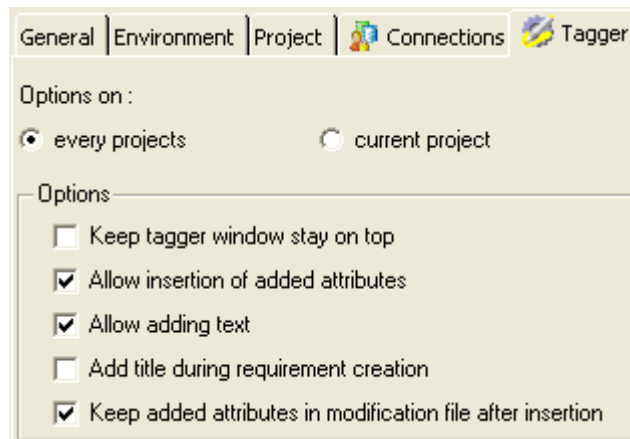 General Environment Project Connections Tagger
Options on :
every projects current project
Options
Keep tagger window stay on top
Allow insertion of added attributes
Allow adding text
Add title during requirement creation
Keep added attributes in modification file after insertion